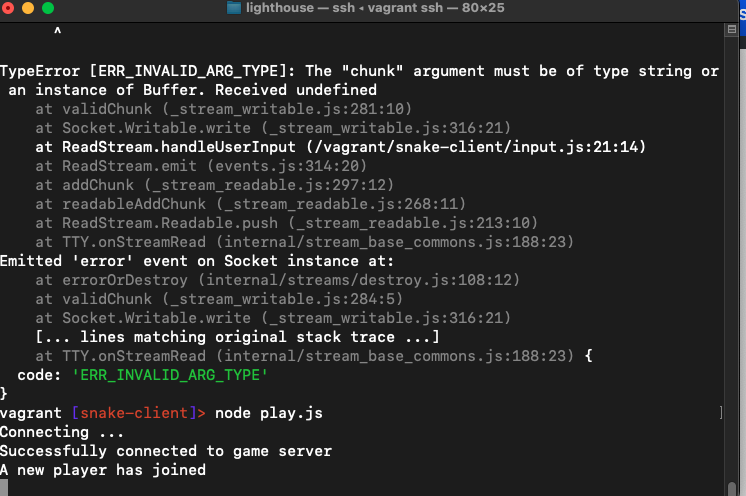 lighthouse — ssh ◂ vagrant ssh — 80×25
^
TypeError [ERR_INVALID_ARG_TYPE]: The "chunk" argument must be of type string or
an instance of Buffer. Received undefined
at validChunk (_stream_writable.js:281:10)
at Socket.Writable.write (_stream_writable.js:316:21)
at ReadStream.handleUserInput (/vagrant/snake-client/input.js:21:14)
at ReadStream.emit (events.js:314:20)
at addChunk (_stream_readable.js:297:12)
at readableAddChunk (_stream_readable.js:268:11)
at ReadStream.Readable.push (_stream_readable.js:213:10)
at TTY.onStreamRead (internal/stream_base_commons.js:188:23)
Emitted 'error' event on Socket instance at:
at errorOrDestroy (internal/streams/destroy.js:108:12)
at validChunk (_stream_writable.js:284:5)
at Socket.Writable.write (_stream_writable.js:316:21)
[... lines matching original stack trace ...]
at TTY.onStreamRead (internal/stream_base_commons.js:188:23) {
code: 'ERR_INVALID_ARG_TYPE'
}
vagrant [snake-client]> node play.js ]
Connecting ...
Successfully connected to game server
A new player has joined